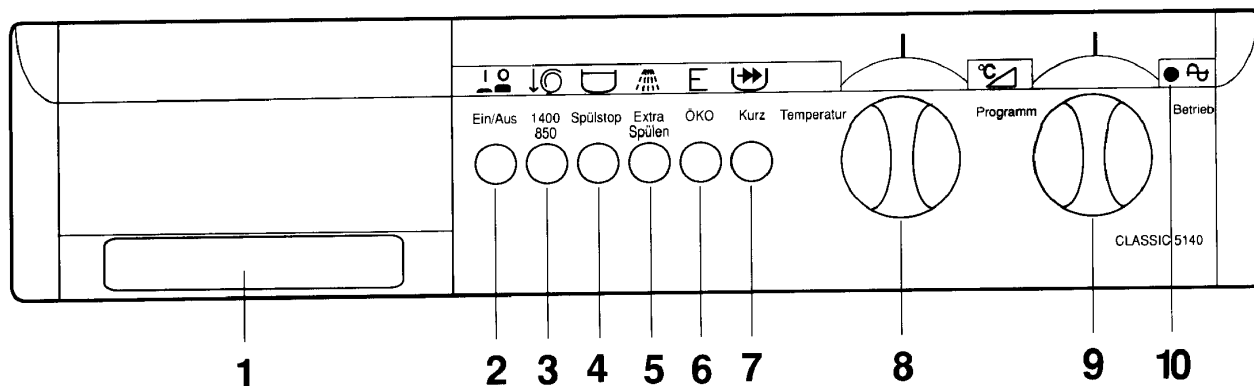 °C
Ein/Aus
1400
850
Spülstop
Extra
Spülen
E
ÖKO
Kurz
Temperatur
Programm
Betrieb
CLASSIC 5140
1 2 3 4 5 6 7 8 9 10